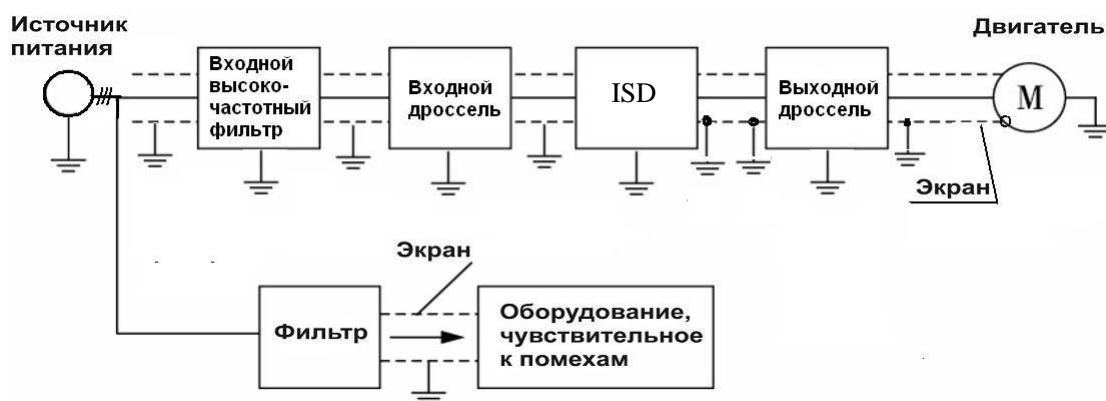 Источник
питания
Входной
высоко-
частотный
фильтр
Входной
дроссель
ISD
Выходной
дроссель
Двигатель
М
Экран
Экран
Фильтр
Оборудование,
чувствительное
к помехам